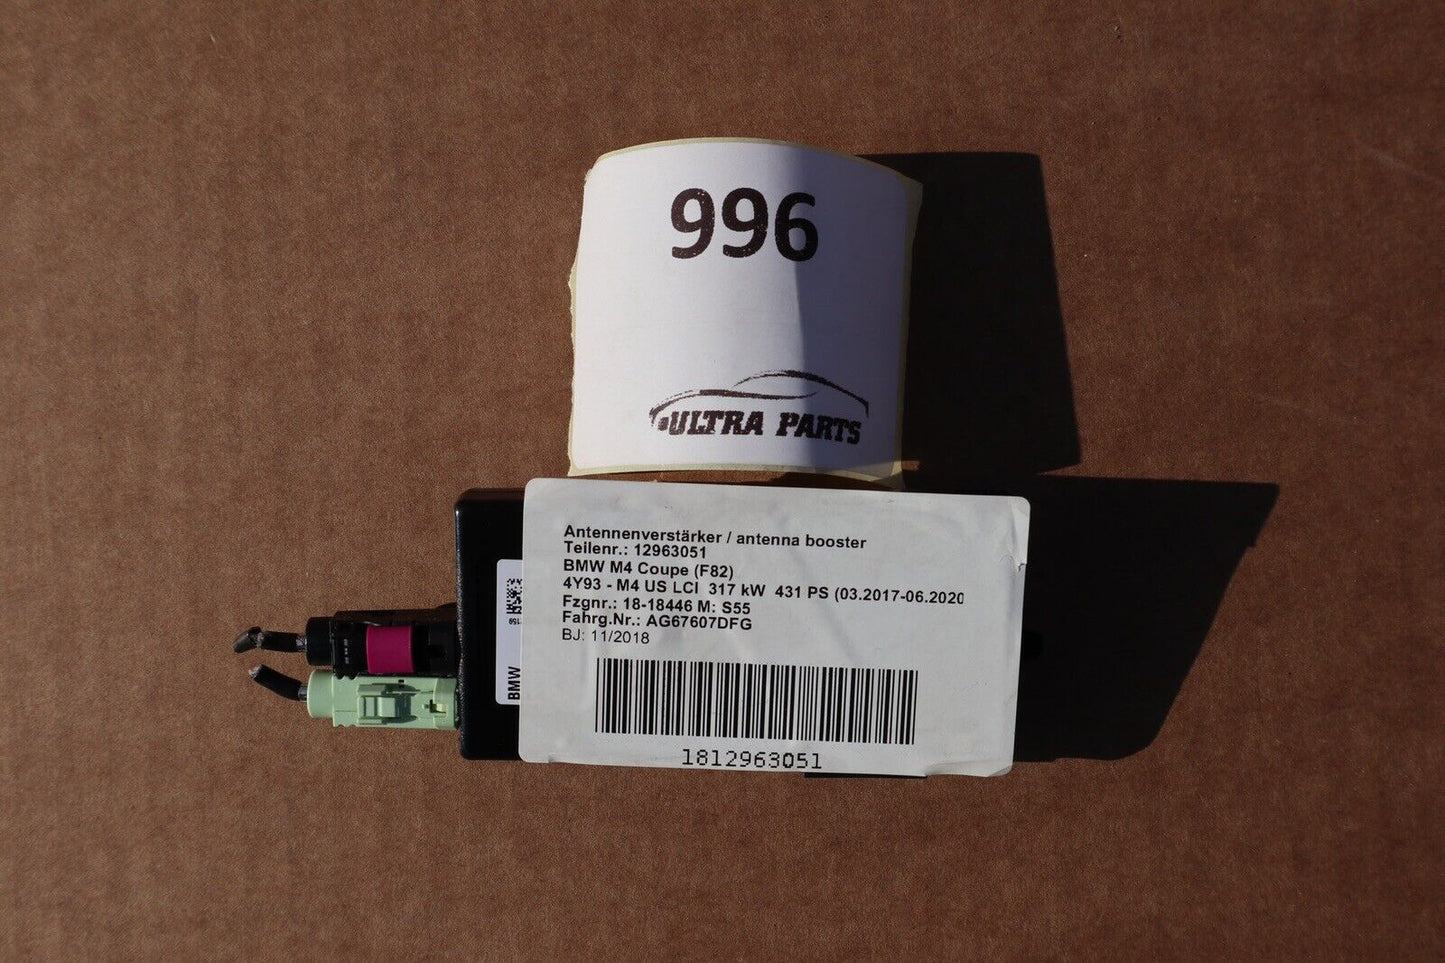 996
ULTRA PARTS
Antennenverstärker / antenna booster
Teilenr.: 12963051
BMW M4 Coupe (F82)
4Y93 - M4 US LCI 317 kW 431 PS (03.2017-06.2020
Fzgnr.: 18-18446 M: S55
Fahrg.Nr.: AG67607DFG
BJ: 11/2018
1812963051
BMW